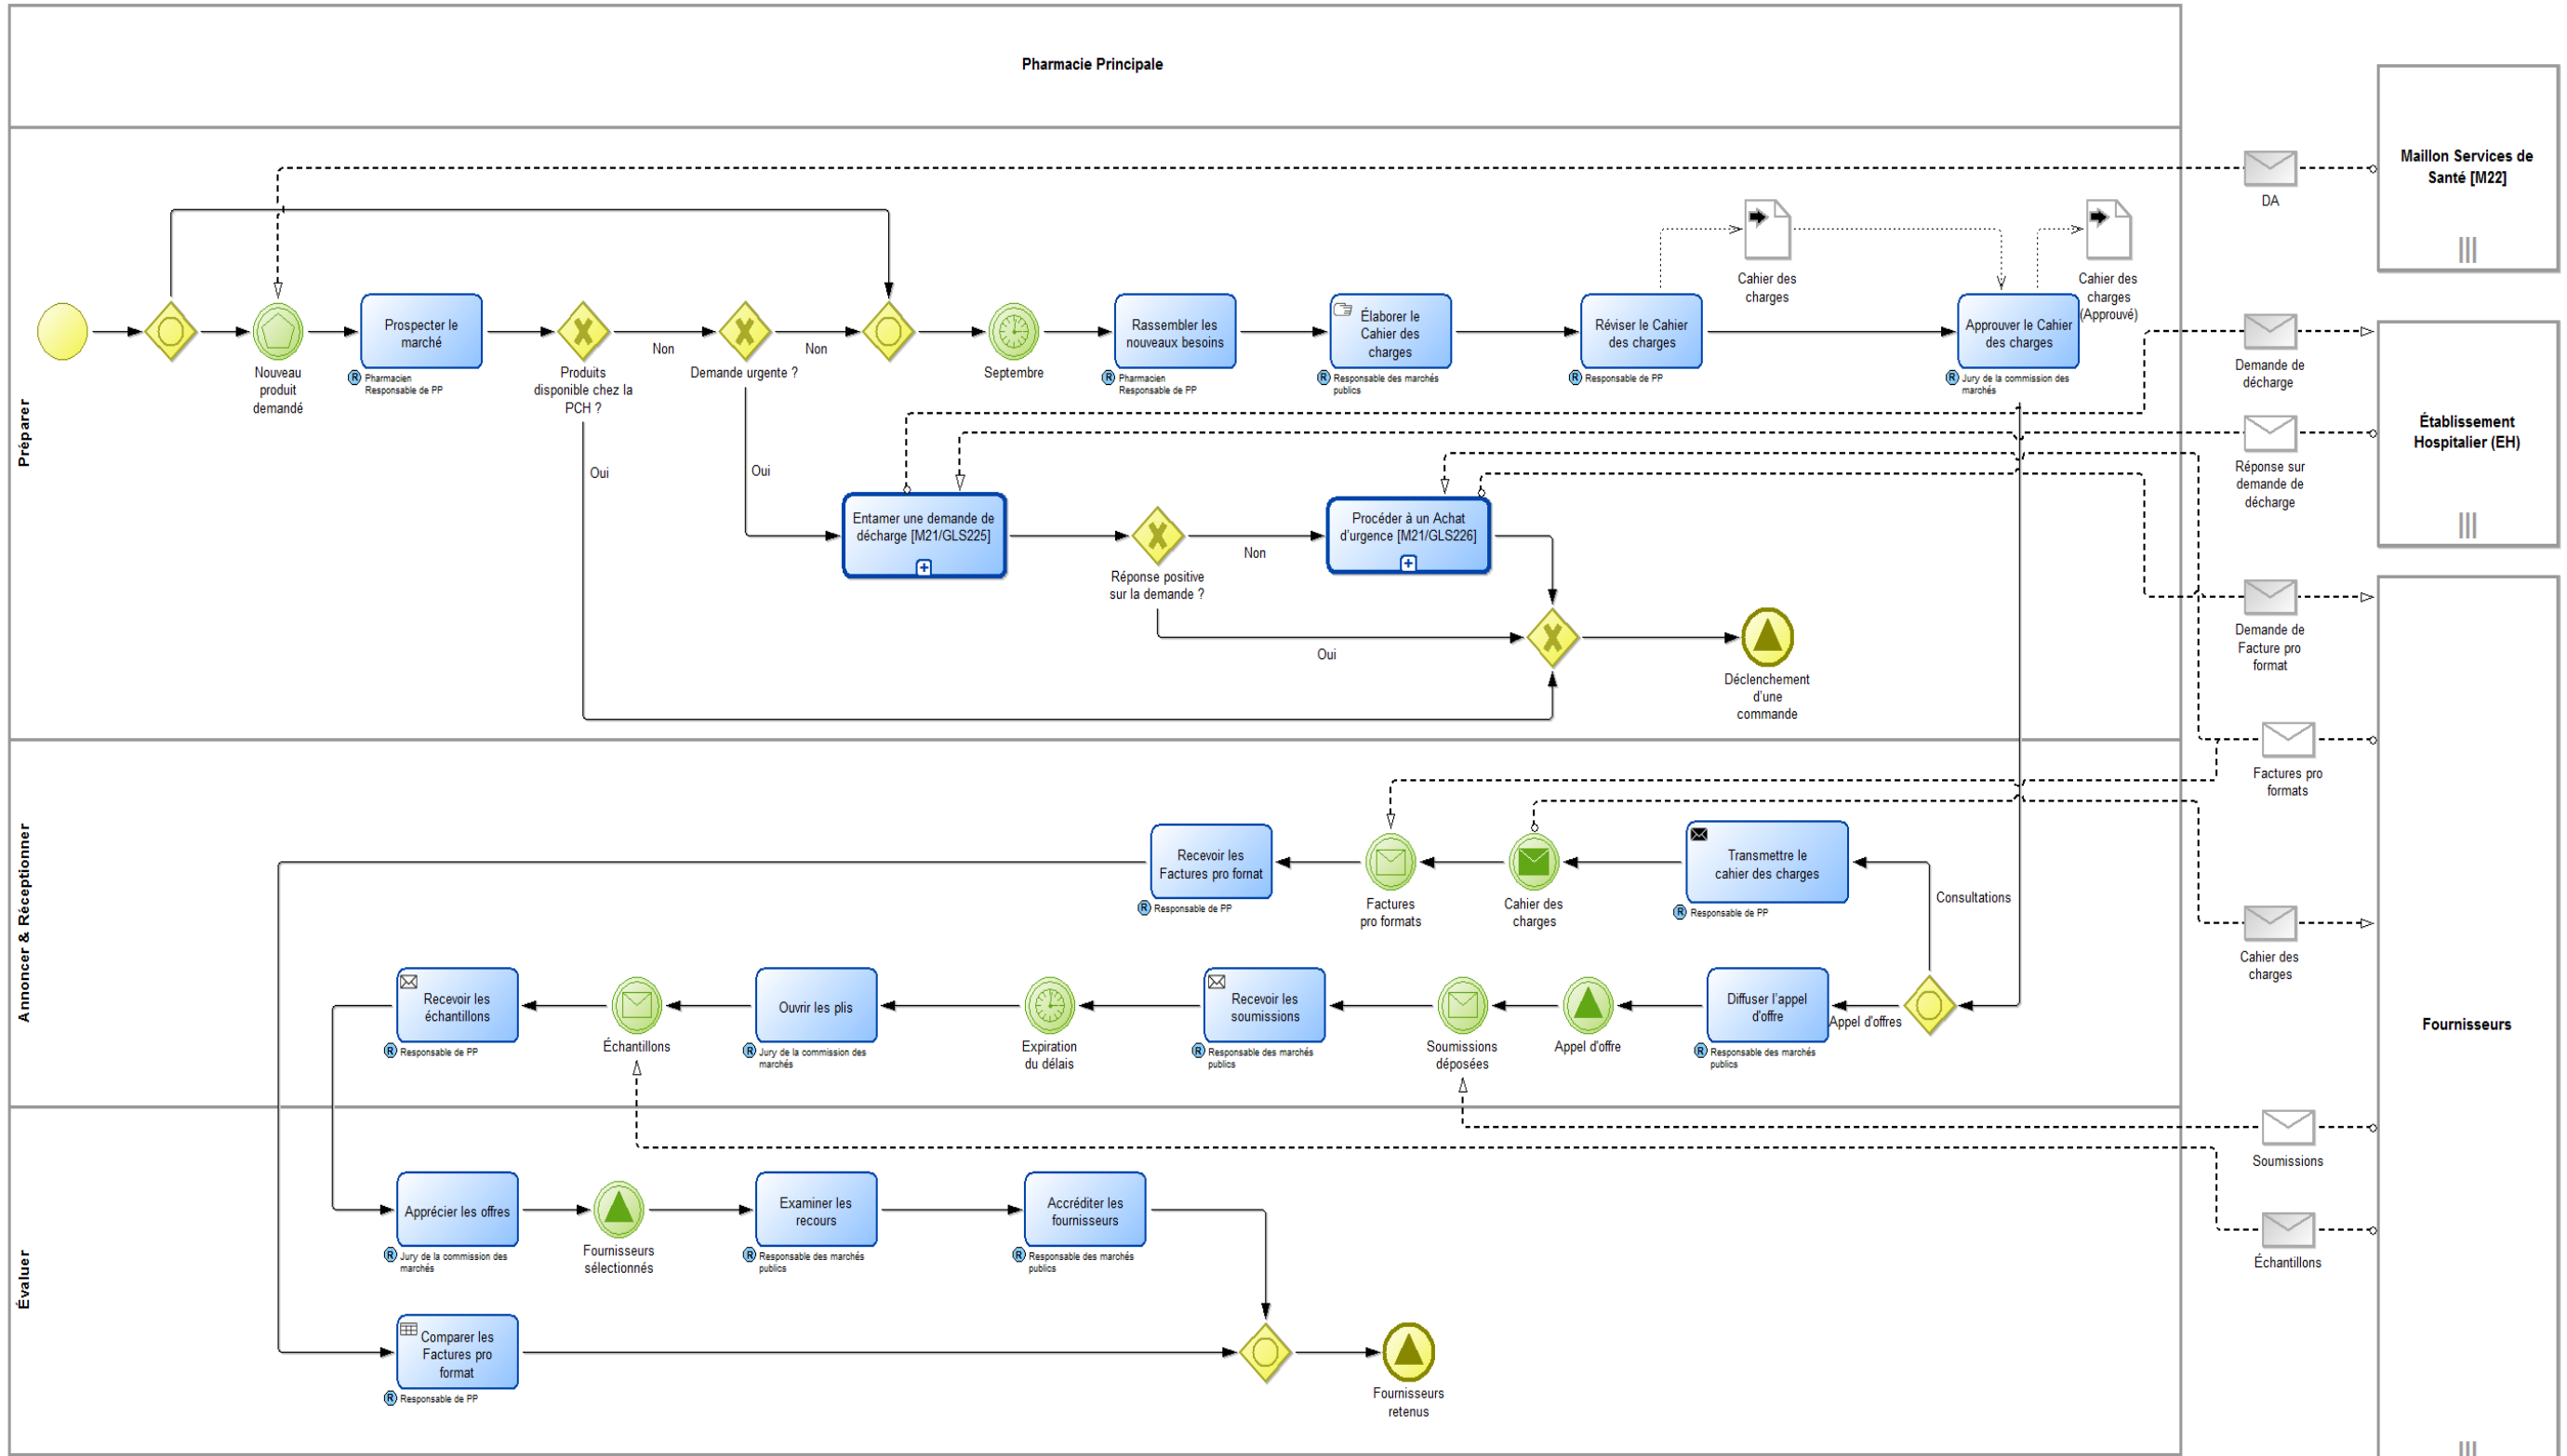 Pharmacie Principale
Préparer
Nouveau
produit
demandé
Prospecter le
marché
R Pharmacien
Responsable de PP
Produits
disponible chez la
PCH ?
Non
Oui
Demande urgente ?
Non
Oui
Septembre
Rassembler les
nouveaux besoins
R Pharmacien
Responsable de PP
Élaborer le
Cahier des
charges
R Responsable des marchés
publics
Réviser le Cahier
des charges
R Responsable de PP
Cahier des
charges
Approuver le Cahier
des charges
R Jury de la commission des
marchés
Cahier des
charges
(Approuvé)
Entamer une demande de
décharge [M21/GLS225]
Réponse positive
sur la demande ?
Non
Oui
Procéder à un Achat
d'urgence [M21/GLS226]
Déclenchement
d'une
commande
Annoncer & Réceptionner
Recevoir les
Factures pro fornat
R Responsable de PP
Factures
pro formats
Cahier des
charges
Transmettre le
cahier des charges
R Responsable de PP
Consultations
Recevoir les
échantillons
R Responsable de PP
Échantillons
Ouvrir les plis
R Jury de la commission des
marchés
Expiration
du délais
Recevoir les
soumissions
R Responsable des marchés
publics
Soumissions
déposées
Appel d'offre
Diffuser l'appel
d'offre
R Responsable des marchés
publics
Appel d'offres
Évaluer
Apprécier les offres
R Jury de la commission des
marchés
Fournisseurs
sélectionnés
Examiner les
recours
R Responsable des marchés
publics
Accréditer les
fournisseurs
R Responsable des marchés
publics
Comparer les
Factures pro
format
R Responsable de PP
Fournisseurs
retenus
DA
Demande de
décharge
Réponse sur
demande de
décharge
Demande de
Facture pro
format
Factures pro
formats
Cahier des
charges
Soumissions
Échantillons
Maillon Services de
Santé [M22]
Établissement
Hospitalier (EH)
Fournisseurs